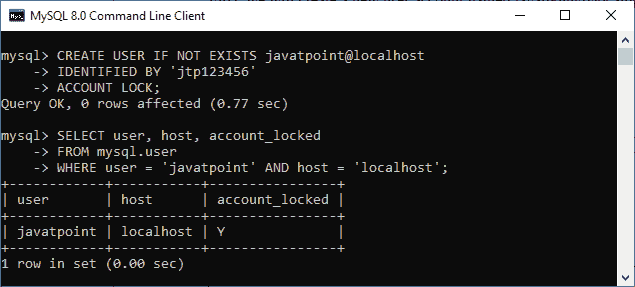 MySQL 8.0 Command Line Client
mysql> CREATE USER IF NOT EXISTS javatpoint@localhost
    -> IDENTIFIED BY 'jtp123456'
    -> ACCOUNT LOCK;
Query OK, 0 rows affected (0.77 sec)
mysql> SELECT user, host, account_locked
    -> FROM mysql.user
    -> WHERE user = 'javatpoint' AND host = 'localhost';
+------------+-----------+----------------+
| user       | host      | account_locked |
+------------+-----------+----------------+
| javatpoint | localhost | Y              |
+------------+-----------+----------------+
1 row in set (0.00 sec)